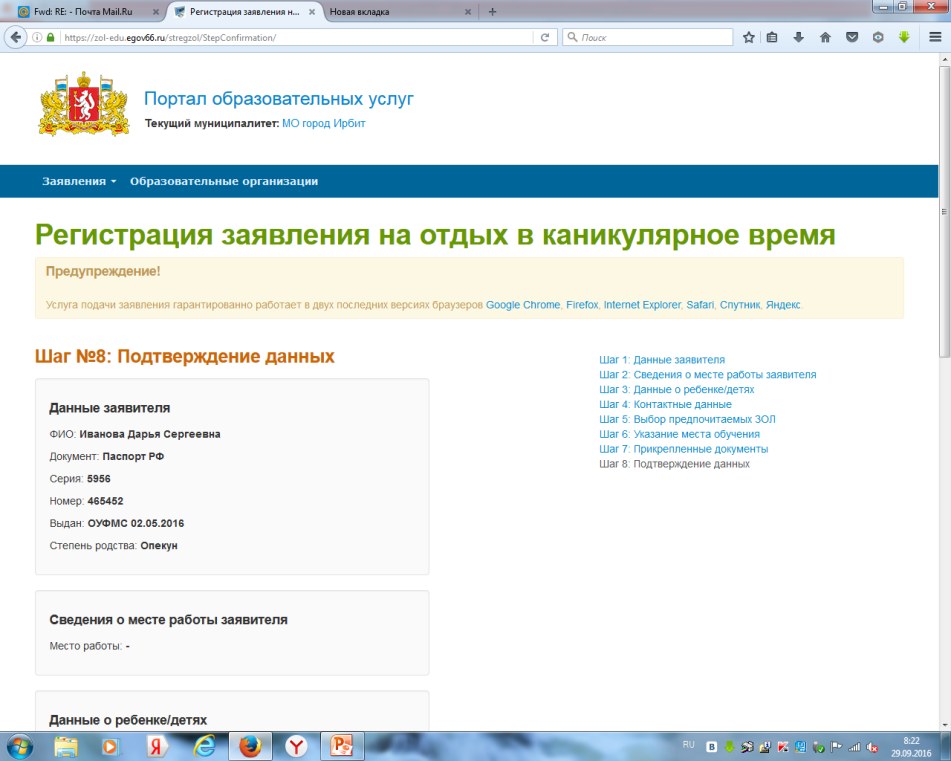 Fwd: RE: - Почта Mail.Ru
Регистрация заявления н...
Новая вкладка
https://zol-edu.egov66.ru/stregzol/StepConfirmation/
Поиск
Портал образовательных услуг
Текущий муниципалитет: МО город Ирбит
Заявления
Образовательные организации
Регистрация заявления на отдых в каникулярное время
Предупреждение!
Услуга подачи заявления гарантированно работает в двух последних версиях браузеров Google Chrome, Firefox, Internet Explorer, Safari, Спутник, Яндекс.
Шаг №8: Подтверждение данных
Данные заявителя
ФИО: Иванова Дарья Сергеевна
Документ: Паспорт РФ
Серия: 5956
Номер: 465452
Выдан: ОУФМС 02.05.2016
Степень родства: Опекун
Сведения о месте работы заявителя
Место работы: -
Данные о ребенке/детях
Шаг 1: Данные заявителя
Шаг 2: Сведения о месте работы заявителя
Шаг 3: Данные о ребенке/детях
Шаг 4: Контактные данные
Шаг 5: Выбор предпочитаемых ЗОЛ
Шаг 6: Указание места обучения
Шаг 7: Прикрепленные документы
Шаг 8: Подтверждение данных
RU
8:22
29.09.2016